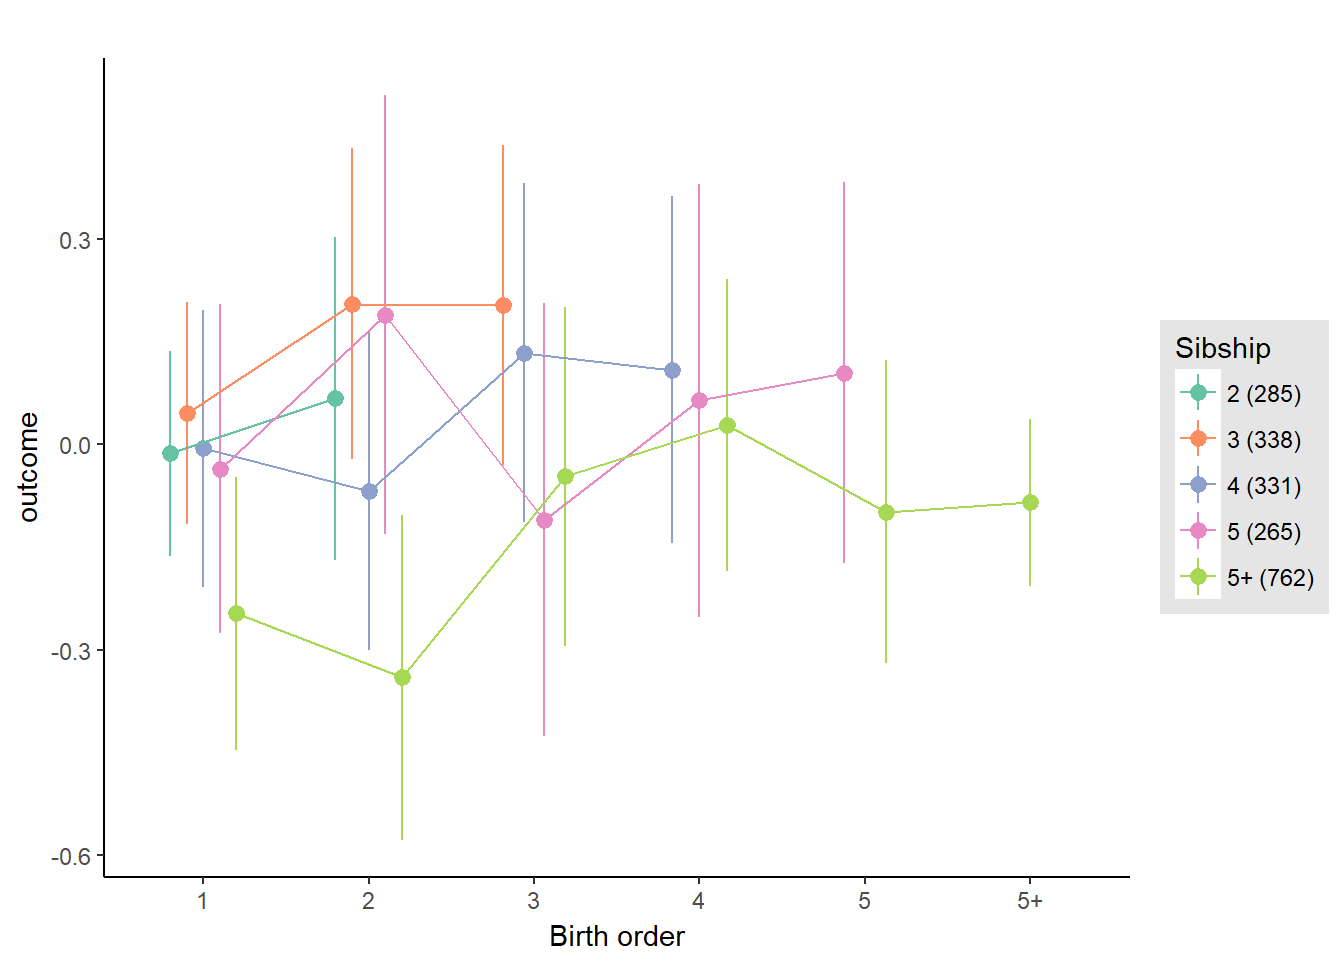 0.3
0.0
-0.3
-0.6
outcome
1 2 3 4 5 5+
Birth order
Sibship
2 (285)
3 (338)
4 (331)
5 (265)
5+ (762)